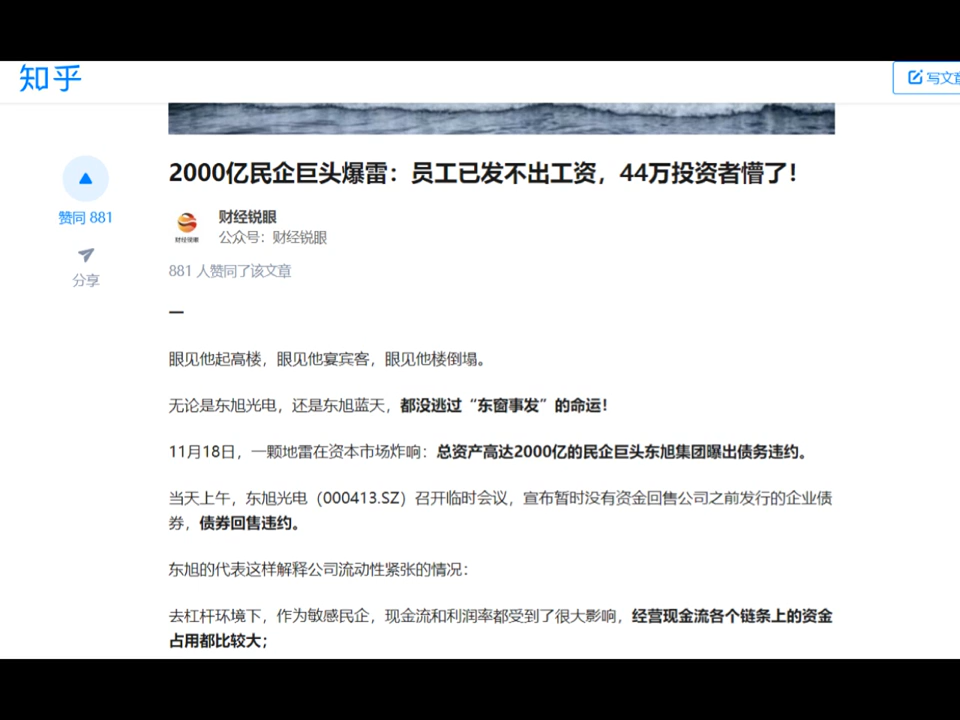 知乎
写文章
2000亿民企巨头爆雷：员工已发不出工资，44万投资者懵了！
赞同 881
财经锐眼
财经锐眼
公众号：财经锐眼
分享
881 人赞同了该文章
一
眼见他起高楼，眼见他宴宾客，眼见他楼倒塌。
无论是东旭光电，还是东旭蓝天，都没逃过“东窗事发”的命运！
11月18日，一颗地雷在资本市场炸响：总资产高达2000亿的民企巨头东旭集团曝出债务违约。
当天上午，东旭光电（000413.SZ）召开临时会议，宣布暂时没有资金回售公司之前发行的企业债
券，债券回售违约。
东旭的代表这样解释公司流动性紧张的情况：
去杠杆环境下，作为敏感民企，现金流和利润率都受到了很大影响，经营现金流各个链条上的资金
占用都比较大；